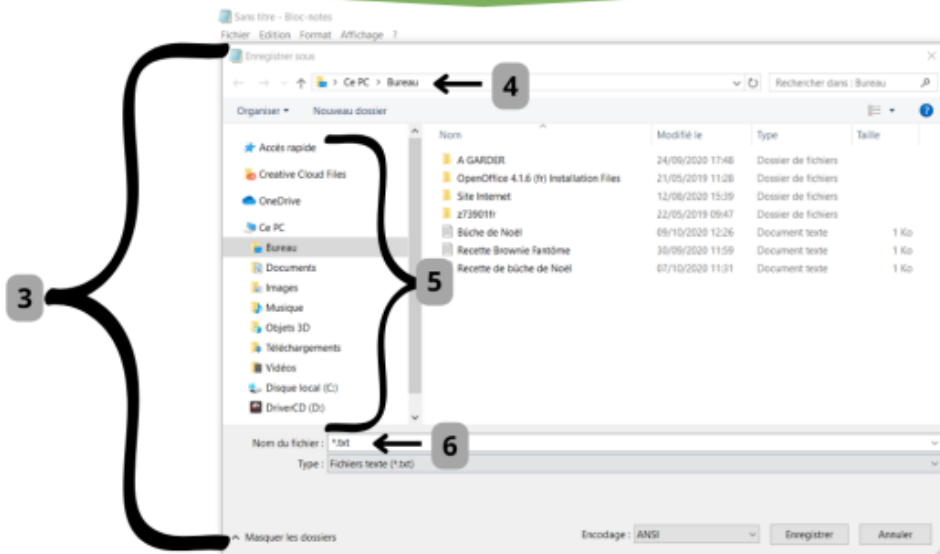 Sans titre - Bloc-notes
Fichier Edition Format Affichage ?
Enregistrer sous
> Ce PC > Bureau
4
Rechercher dans : Bureau
Organiser
Nouveau dossier
Nom Modifié le Type Taille
Accès rapide
Creative Cloud Files
OneDrive
Ce PC
Bureau
Documents
Images
Musique
Objets 3D
Téléchargements
Vidéos
Disque local (C:)
DriverCD (D:)
A GARDER 24/09/2020 17:48 Dossier de fichiers
OpenOffice 4.1.6 (fr) Installation Files 21/05/2019 11:28 Dossier de fichiers
Site Internet 12/08/2020 15:39 Dossier de fichiers
z73901fr 22/05/2019 09:47 Dossier de fichiers
Bûche de Noël 09/10/2020 12:26 Document texte 1 Ko
Recette Brownie Fantôme 30/09/2020 11:59 Document texte 1 Ko
Recette de bûche de Noël 07/10/2020 11:31 Document texte 1 Ko
3
5
Nom du fichier : *.txt
6
Type : Fichiers texte (*.txt)
Masquer les dossiers
Encodage : ANSI
Enregistrer
Annuler